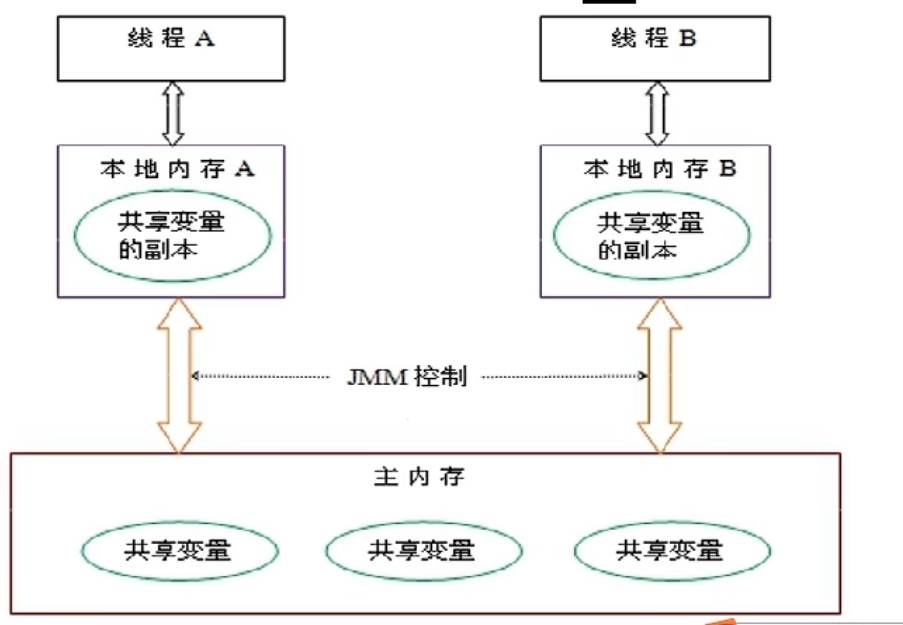 线程 A
线程 B
本地内存 A
本地内存 B
共享变量
的副本
共享变量
的副本
JMM 控制
主内存
共享变量
共享变量
共享变量